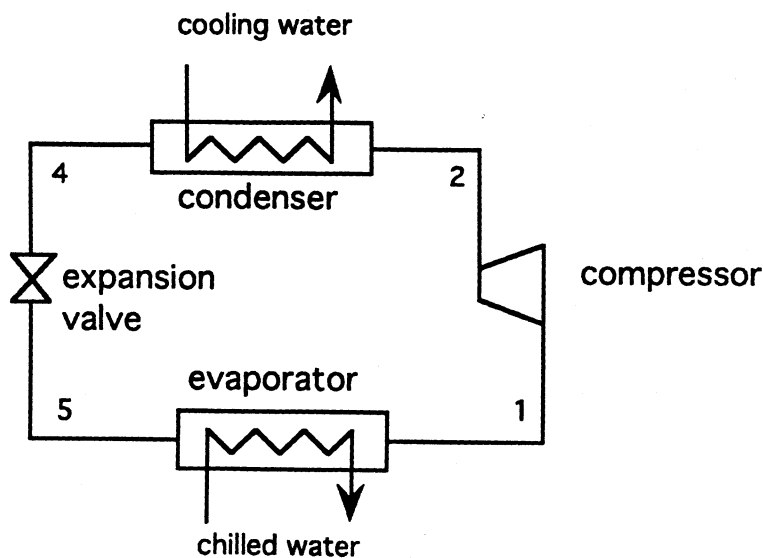 cooling water
4
2
condenser
expansion
valve
compressor
evaporator
5
1
chilled water